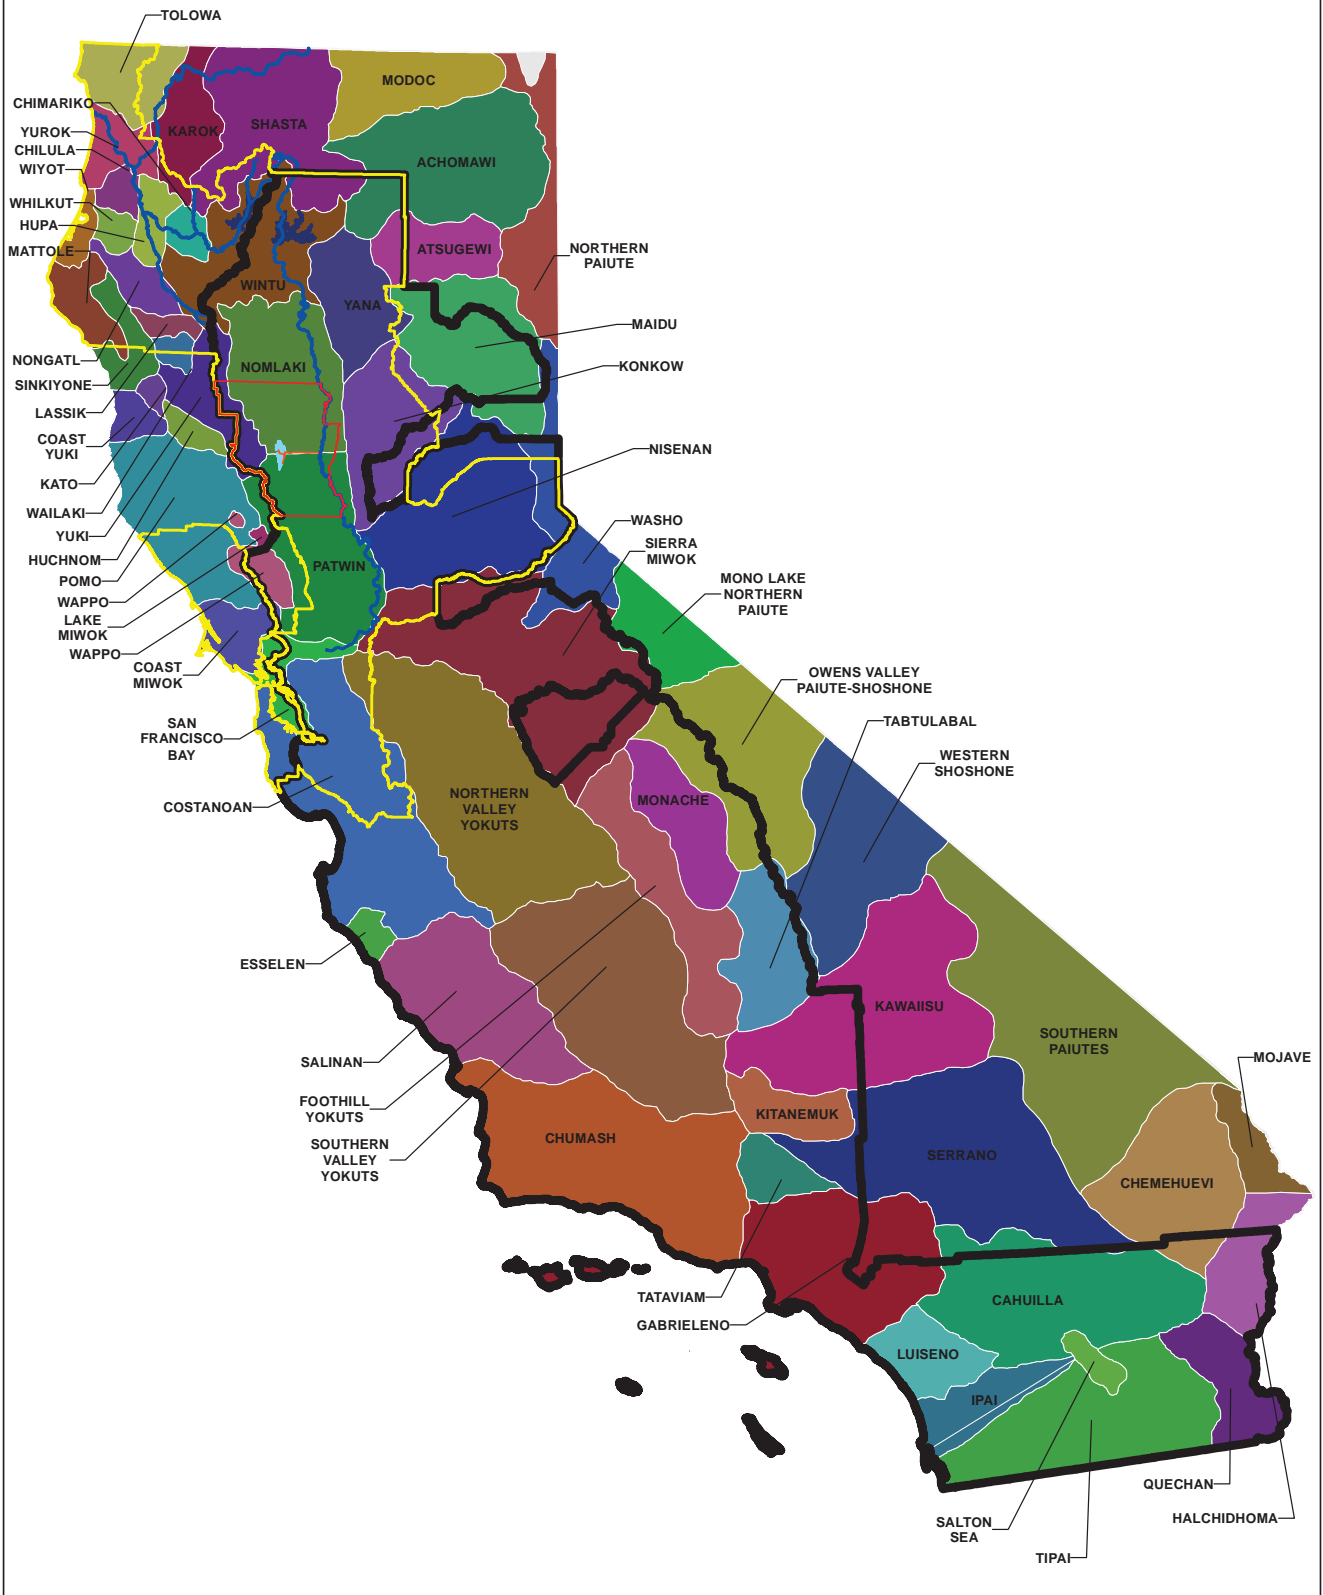 TOLOWA
MODOC
CHIMARIKO
YUROK
KAROK
SHASTA
CHILULA
WIYOT
ACHOMAWI
WHILKUT
HUPA
MATTOLE
ATSUGEWI
NORTHERN
PAIUTE
WINTU
YANA
MAIDU
NONGATL
NOMLAKI
KONKOW
SINKIYONE
LASSIK
COAST
YUKI
NISENAN
KATO
WAILAKI
WASHO
YUKI
SIERRA
MIWOK
HUCHNOM
PATWIN
POMO
MONO LAKE
NORTHERN
PAIUTE
WAPPO
LAKE
MIWOK
WAPPO
COAST
MIWOK
OWENS VALLEY
PAIUTE-SHOSHONE
TABTULABAL
SAN
FRANCISCO
BAY
WESTERN
SHOSHONE
COSTANOAN
NORTHERN
VALLEY
YOKUTS
MONACHE
ESSELEN
KAWAIISU
SOUTHERN
PAIUTES
SALINAN
MOJAVE
FOOTHILL
YOKUTS
KITANEMUK
CHUMASH
SOUTHERN
VALLEY
YOKUTS
SERRANO
CHEMEHUEVI
TATAVIAM
GABRIELENO
CAHUILLA
LUISENO
IPAI
QUECHAN
SALTON
SEA
HALCHIDHOMA
TIPAI